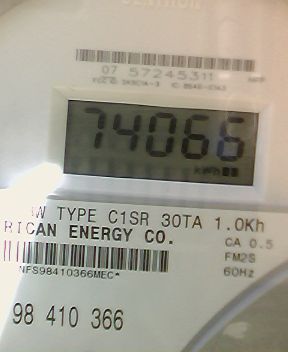 07 57245311
74066
kWh
TYPE C1SR 30TA 1.0Kh
RICAN ENERGY CO.
CA 0.5
FM2S
NFS98410366MEC*
60Hz
98 410 366